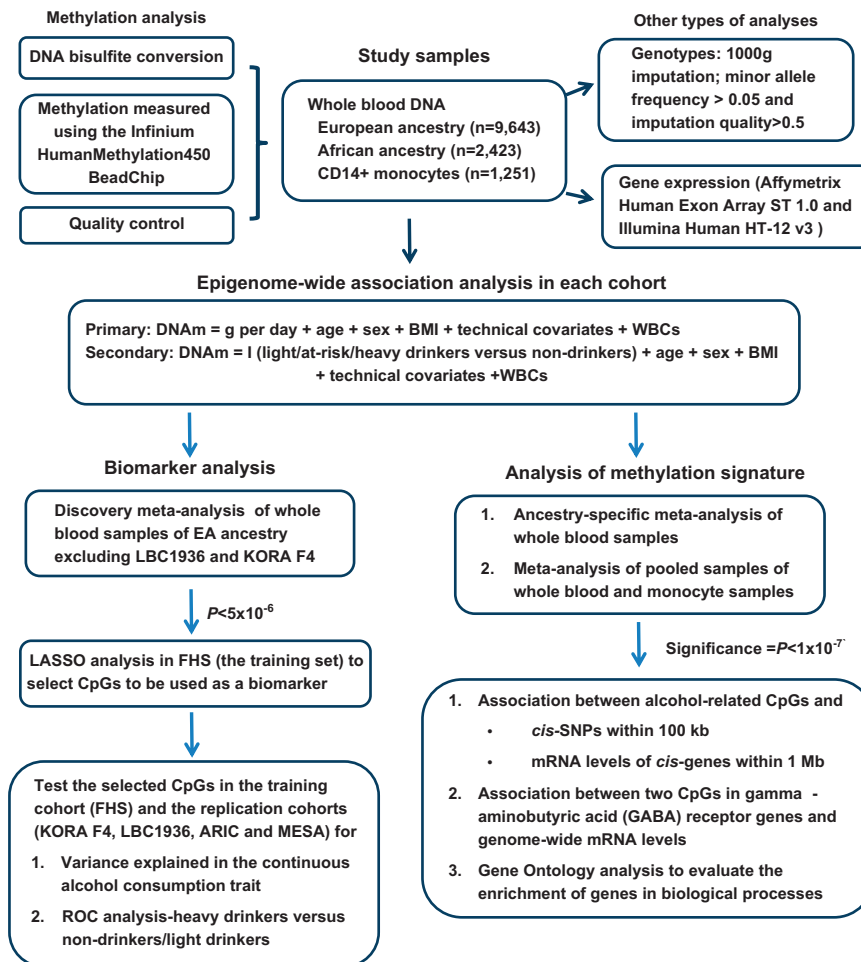 Methylation analysis
DNA bisulfite conversion
Methylation measured
using the Infinium
HumanMethylation450
BeadChip
Quality control
Study samples
Whole blood DNA
European ancestry (n=9,643)
African ancestry (n=2,423)
CD14+ monocytes (n=1,251)
Other types of analyses
Genotypes: 1000g
imputation; minor allele
frequency > 0.05 and
imputation quality>0.5
Gene expression (Affymetrix
Human Exon Array ST 1.0 and
Illumina Human HT-12 v3 )
Epigenome-wide association analysis in each cohort
Primary: DNAm = g per day + age + sex + BMI + technical covariates + WBCs
Secondary: DNAm = I (light/at-risk/heavy drinkers versus non-drinkers) + age + sex + BMI
+ technical covariates +WBCs
Biomarker analysis
Discovery meta-analysis of whole
blood samples of EA ancestry
excluding LBC1936 and KORA F4
P<5x10⁻⁶
LASSO analysis in FHS (the training set) to
select CpGs to be used as a biomarker
Test the selected CpGs in the training
cohort (FHS) and the replication cohorts
(KORA F4, LBC1936, ARIC and MESA) for
1. Variance explained in the continuous
alcohol consumption trait
2. ROC analysis-heavy drinkers versus
non-drinkers/light drinkers
Analysis of methylation signature
1. Ancestry-specific meta-analysis of
whole blood samples
2. Meta-analysis of pooled samples of
whole blood and monocyte samples
Significance =P<1x10⁻⁷
1. Association between alcohol-related CpGs and
• cis-SNPs within 100 kb
• mRNA levels of cis-genes within 1 Mb
2. Association between two CpGs in gamma -
aminobutyric acid (GABA) receptor genes and
genome-wide mRNA levels
3. Gene Ontology analysis to evaluate the
enrichment of genes in biological processes